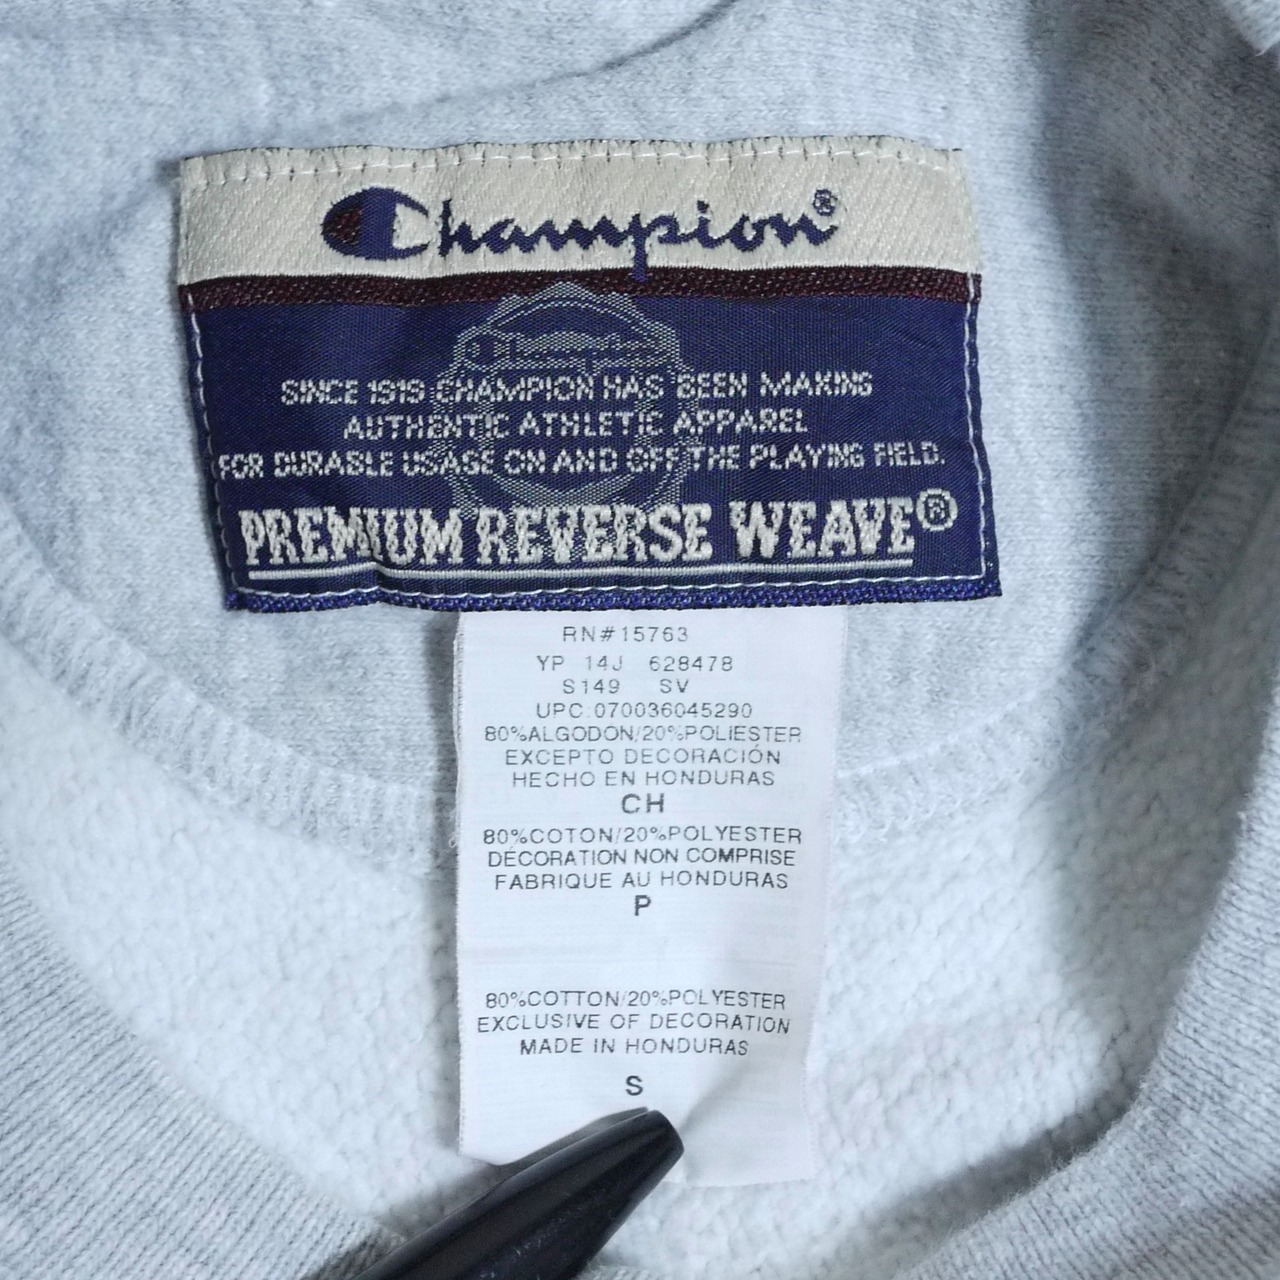 Champion®
Champion
SINCE 1919 CHAMPION HAS BEEN MAKING
AUTHENTIC ATHLETIC APPAREL
FOR DURABLE USAGE ON AND OFF THE PLAYING FIELD.
PREMIUM REVERSE WEAVE®
RN#15763
YP 14J 628478
S149 SV
UPC:070036045290
80%ALGODON/20%POLIESTER
EXCEPTO DECORACIÓN
HECHO EN HONDURAS
CH
80%COTON/20%POLYESTER
DÉCORATION NON COMPRISE
FABRIQUE AU HONDURAS
P
80%COTTON/20%POLYESTER
EXCLUSIVE OF DECORATION
MADE IN HONDURAS
S